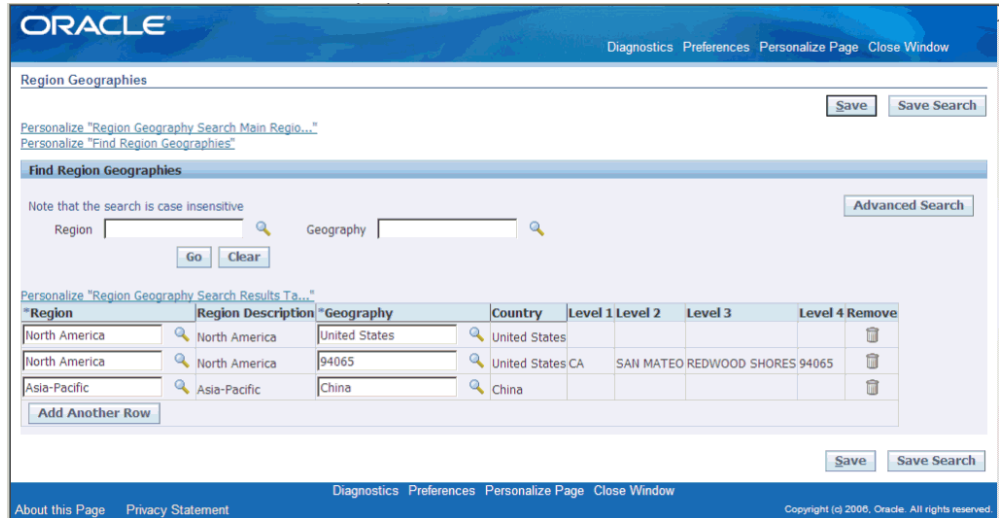 ORACLE®
Diagnostics Preferences Personalize Page Close Window
Region Geographies
Save Save Search
Personalize "Region Geography Search Main Regio..."
Personalize "Find Region Geographies"
Find Region Geographies
Note that the search is case insensitive
Advanced Search
Region Geography
Go Clear
Personalize "Region Geography Search Results Ta..."
*Region Region Description *Geography Country Level 1 Level 2 Level 3 Level 4 Remove
North America North America United States United States
North America North America 94065 United States CA SAN MATEO REDWOOD SHORES 94065
Asia-Pacific Asia-Pacific China China
Add Another Row
Save Save Search
Diagnostics Preferences Personalize Page Close Window
About this Page Privacy Statement Copyright (c) 2006, Oracle. All rights reserved.